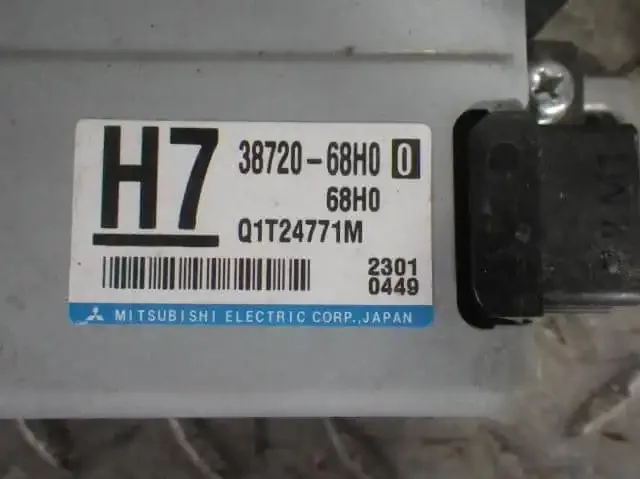 H7
38720-68H0 0
68H0
Q1T24771M
2301
0449
MITSUBISHI ELECTRIC CORP., JAPAN